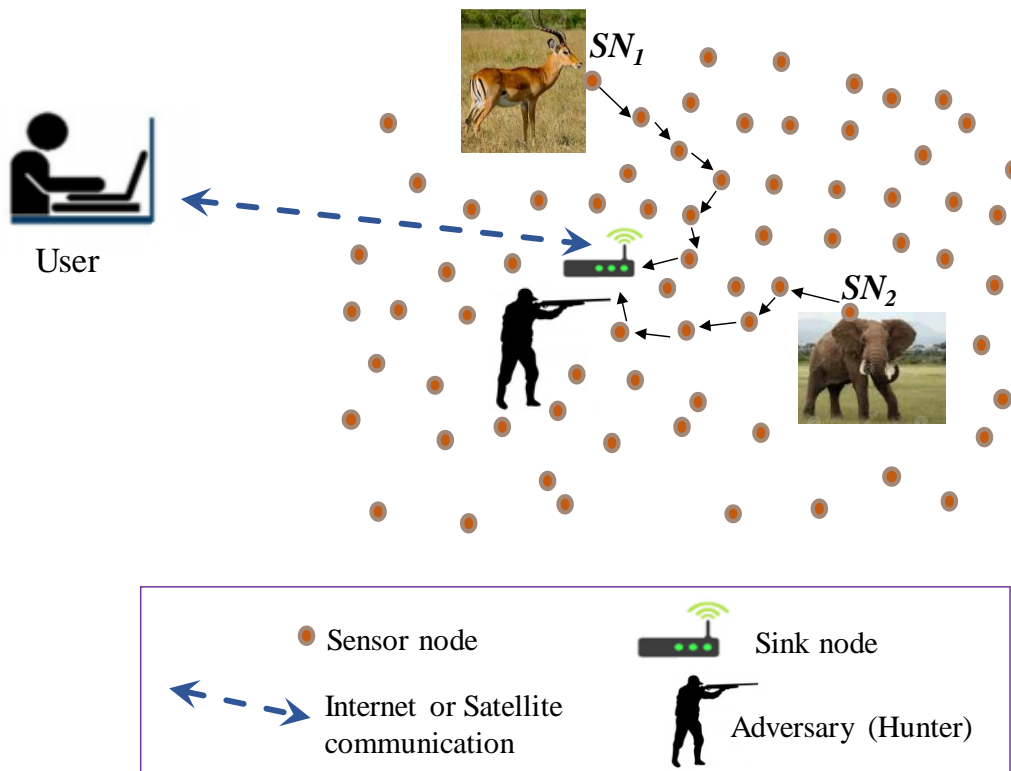 SN1
User
SN2
Sensor node
Sink node
Internet or Satellite
communication
Adversary (Hunter)